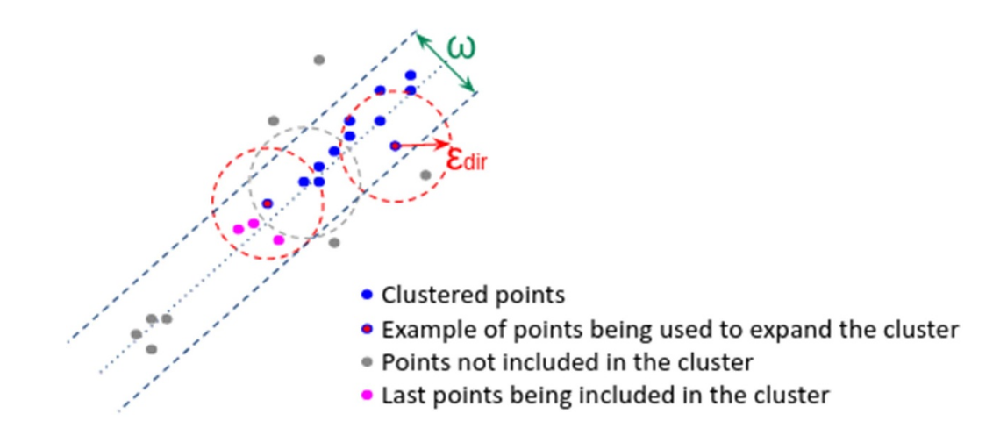 ω
εdir
Clustered points
Example of points being used to expand the cluster
Points not included in the cluster
Last points being included in the cluster